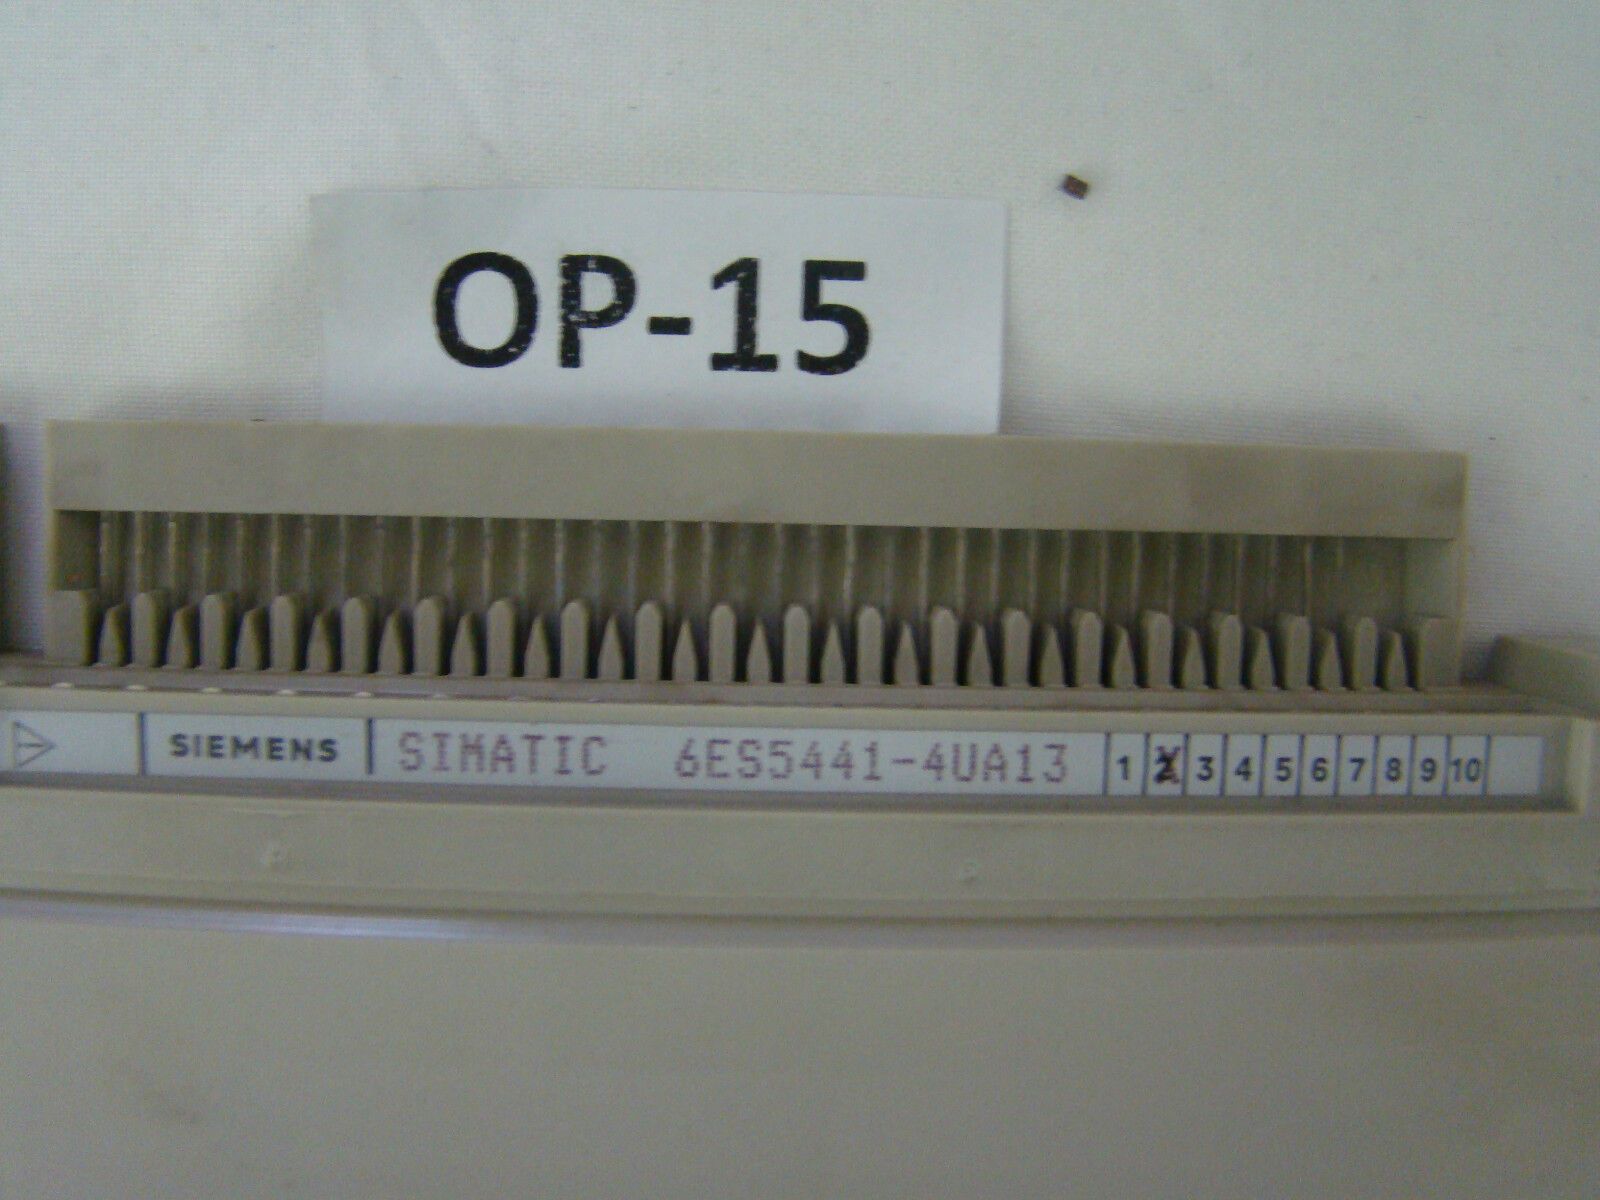 OP-15
SIEMENS SIMATIC 6ES5441-4UA13 1 2 3 4 5 6 7 8 9 10